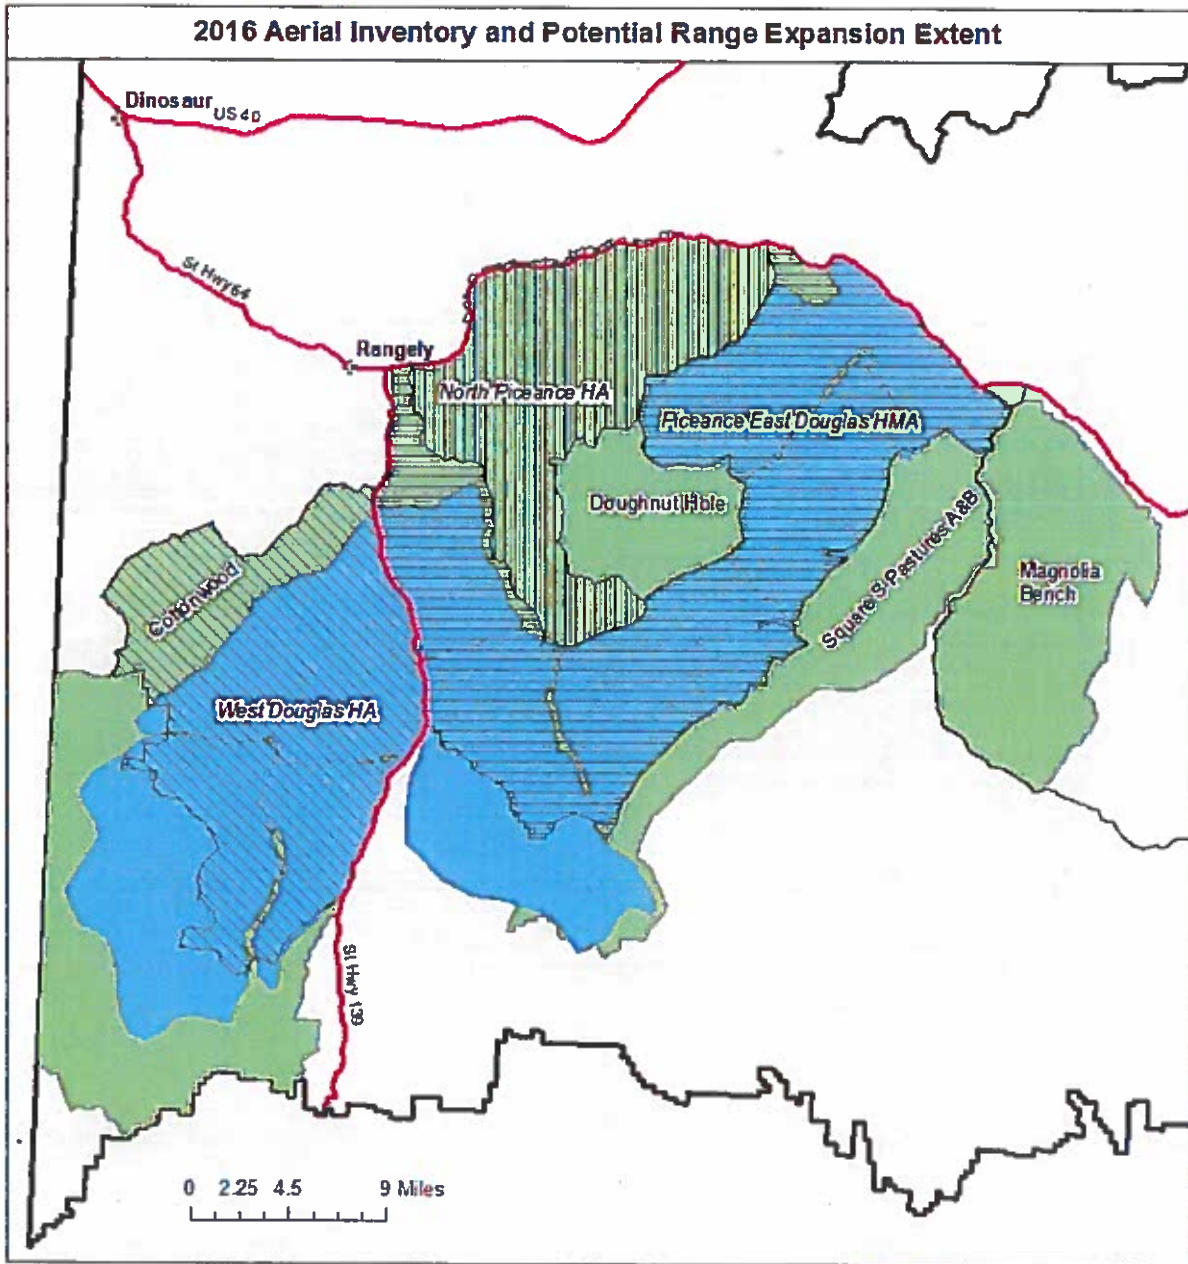 2016 Aerial Inventory and Potential Range Expansion Extent
Dinosaur
US 40
St Hwy 64
Rangely
North Piceance HA
Piceance East Douglas HMA
Doughnut Hole
Square S Pastures A&B
Magnolia
Bench
Cottonwood
West Douglas HA
St Hwy 139
0 2.25 4.5 9 Miles